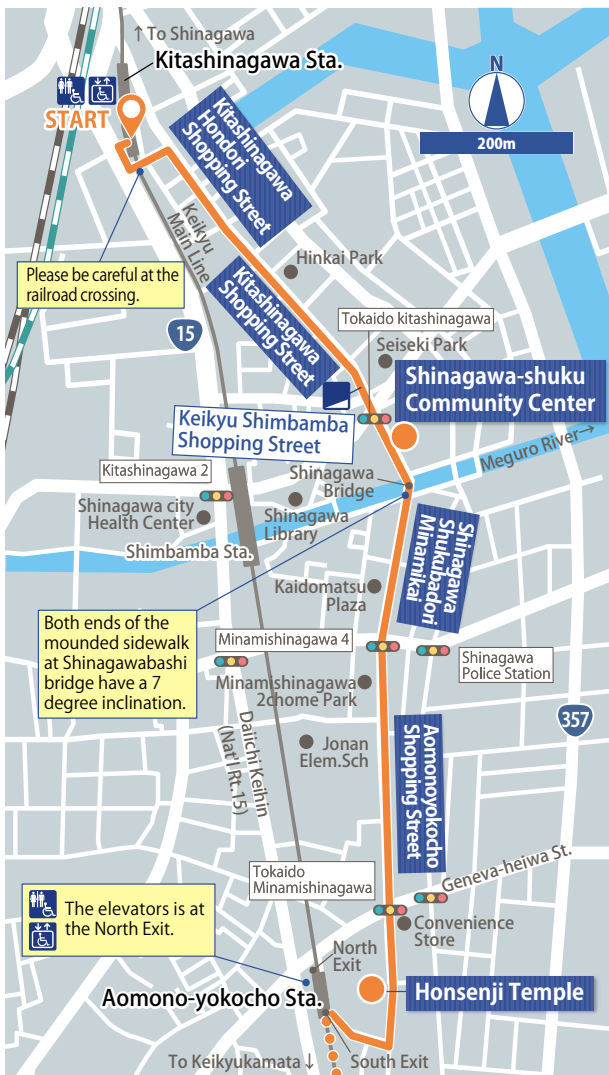 ↑ To Shinagawa
Kitashinagawa Sta.
START
N
200m
Kitashinagawa
Hondori
Shopping Street
Keikyu
Main Line
Please be careful at the
railroad crossing.
Hinkai Park
Kitashinagawa
Shopping Street
15
Tokaido kitashinagawa
Seiseki Park
Shinagawa-shuku
Community Center
Keikyu Shimbamba
Shopping Street
Meguro River→
Kitashinagawa 2
Shinagawa
Bridge
Shinagawa city
Health Center
Shinagawa
Library
Shimbamba Sta.
Shinagawa
Shukubadori
Minamikai
Kaidomatsu
Plaza
Both ends of the
mounded sidewalk
at Shinagawabashi
bridge have a 7
degree inclination.
Minamishinagawa 4
Shinagawa
Police Station
Minamishinagawa
2chome Park
357
Daiichi Keihin
(Nat'l Rt.15)
Jonan
Elem.Sch
Aomonoyokocho
Shopping Street
Tokaido
Minamishinagawa
Geneva-heiwa St.
The elevators is at
the North Exit.
Convenience
Store
North
Exit
Aomono-yokocho Sta.
Honsenji Temple
To Keikyukamata ↓
South Exit